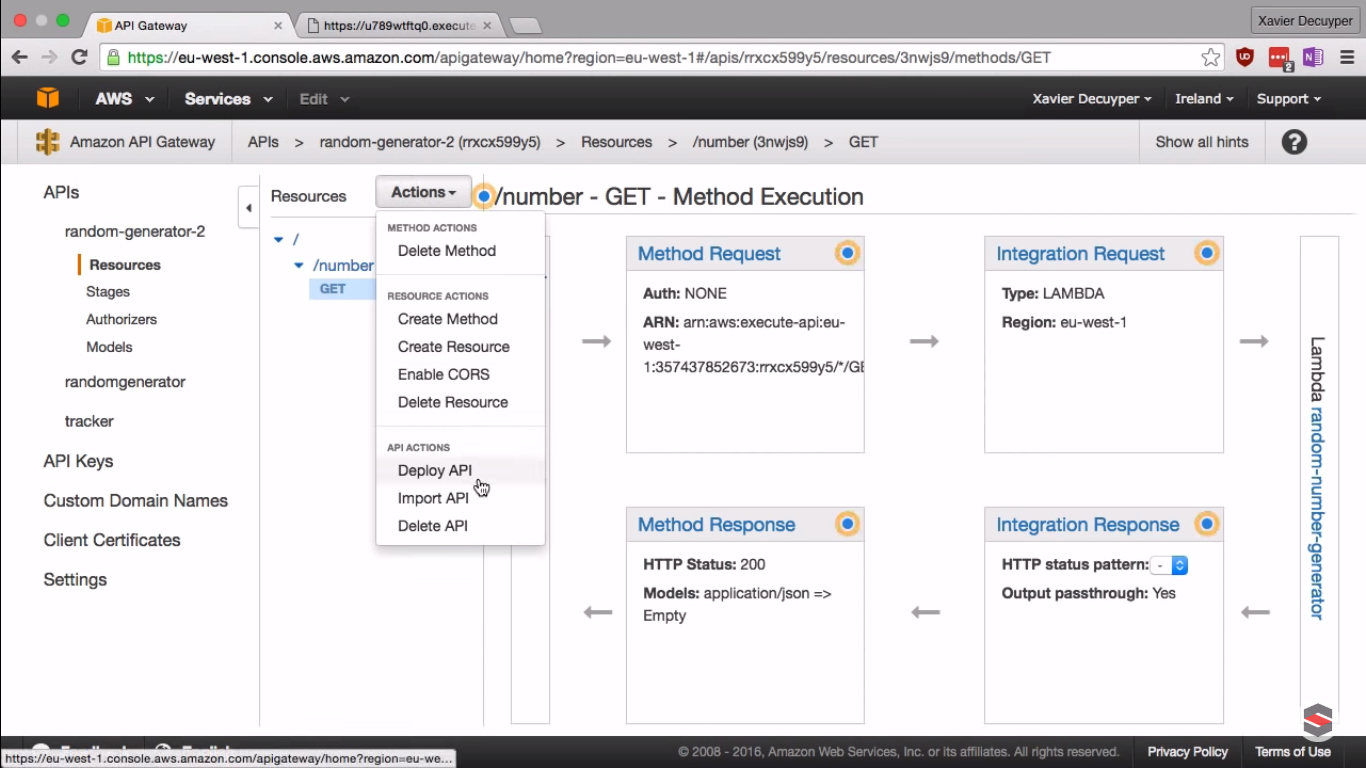 API Gateway
https://u789wtftq0.execute
Xavier Decuyper
https://eu-west-1.console.aws.amazon.com/apigateway/home?region=eu-west-1#/apis/rrxcx599y5/resources/3nwjs9/methods/GET
2
AWS Services Edit Xavier Decuyper Ireland Support
Amazon API Gateway APIs > random-generator-2 (rrxcx599y5) > Resources > /number (3nwjs9) > GET Show all hints ?
APIs
random-generator-2
Resources
Stages
Authorizers
Models
randomgenerator
tracker
API Keys
Custom Domain Names
Client Certificates
Settings
Resources
Actions
/
/number
GET
METHOD ACTIONS
Delete Method
RESOURCE ACTIONS
Create Method
Create Resource
Enable CORS
Delete Resource
API ACTIONS
Deploy API
Import API
Delete API
/number - GET - Method Execution
Method Request
Auth: NONE
ARN: arn:aws:execute-api:eu-
west-
1:357437852673:rrxcx599y5/*/GE
Integration Request
Type: LAMBDA
Region: eu-west-1
Lambda random-number-generator
Method Response
HTTP Status: 200
Models: application/json =>
Empty
Integration Response
HTTP status pattern: -
Output passthrough: Yes
https://eu-west-1.console.aws.amazon.com/apigateway/home?region=eu-we...
© 2008 - 2016, Amazon Web Services, Inc. or its affiliates. All rights reserved.
Privacy Policy
Terms of Use